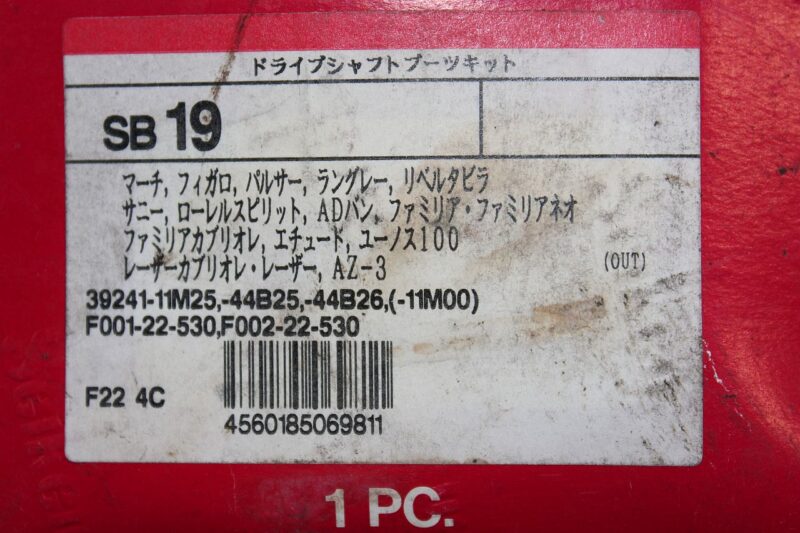 ドライブシャフトブーツキット
SB 19
マーチ, フィガロ, パルサー, ラングレー, リベルタビラ
サニー, ローレルスピリット, ADバン, ファミリア・ファミリアネオ
ファミリアカブリオレ, エチュード, ユーノス100
レーザーカブリオレ・レーザー, AZ-3 (OUT)
39241-11M25,-44B25,-44B26,(-11M00)
F001-22-530,F002-22-530
F22 4C
4560185069811
1 PC.